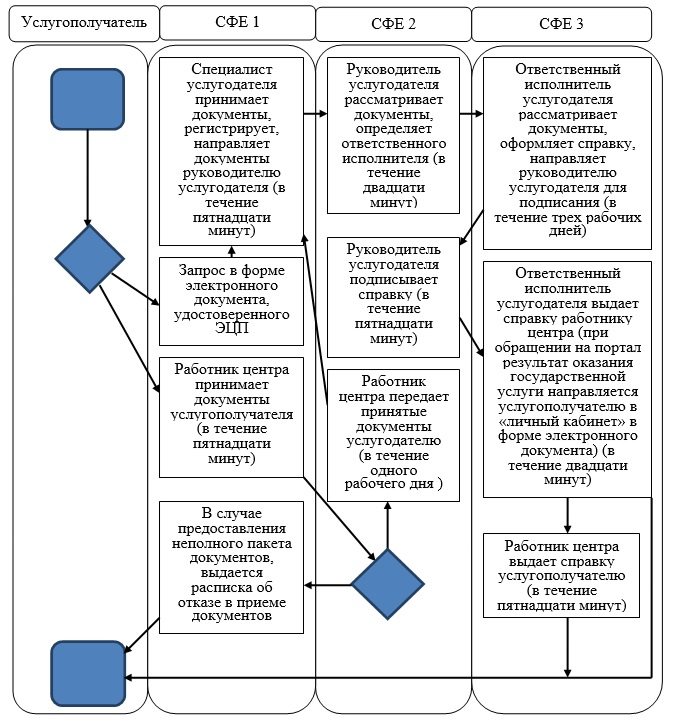 Услугополучатель
СФЕ 1
СФЕ 2
СФЕ 3
Специалист
услугодателя
принимает
документы,
регистрирует,
направляет
документы
руководителю
услугодателя (в
течение
пятнадцати
минут)
Руководитель
услугодателя
рассматривает
документы,
определяет
ответственного
исполнителя (в
течение
двадцати
минут)
Ответственный
исполнитель
услугодателя
рассматривает
документы,
оформляет справку,
направляет
руководителю
услугодателя для
подписания (в
течение трех рабочих
дней)
Запрос в форме
электронного
документа,
удостоверенного
ЭЦП
Руководитель
услугодателя
подписывает
справку (в
течение
пятнадцати
минут)
Ответственный
исполнитель
услугодателя выдает
справку работнику
центра (при
обращении на портал
результат оказания
государственной
услуги направляется
услугополучателю в
«личный кабинет» в
форме электронного
документа) (в
течение двадцати
минут)
Работник центра
принимает
документы
услугополучателя
(в течение
пятнадцати
минут)
Работник
центра передает
принятые
документы
услугодателю
(в течение
одного
рабочего дня )
В случае
предоставления
неполного пакета
документов,
выдается
расписка об
отказе в приеме
документов
Работник центра
выдает справку
услугополучателю
(в течение
пятнадцати минут)